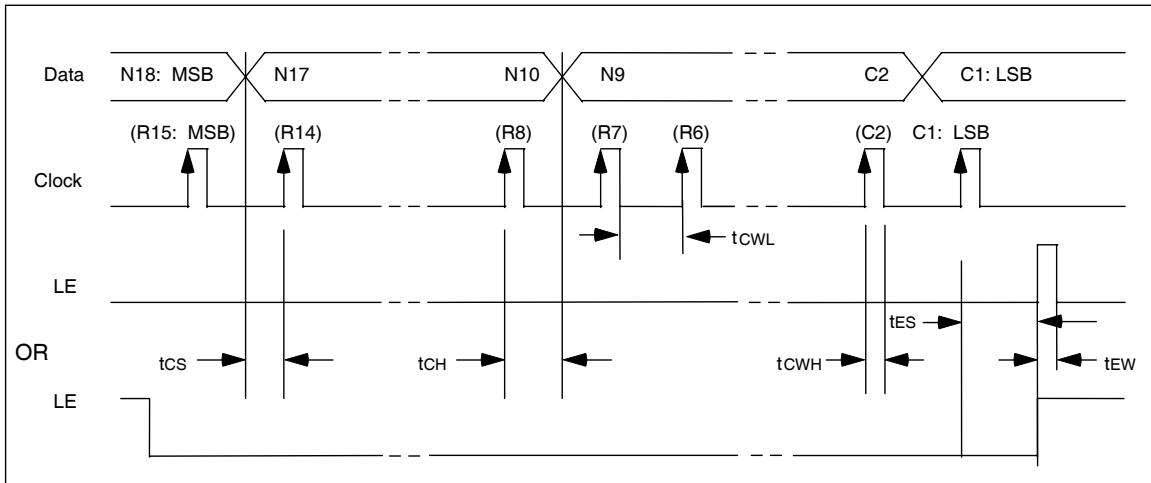 Data N18: MSB N17 N10 N9 C2 C1: LSB
(R15: MSB) (R14) (R8) (R7) (R6) (C2) C1: LSB
Clock
tCWL
LE
tES
OR
tCS tCH tCWH tEW
LE